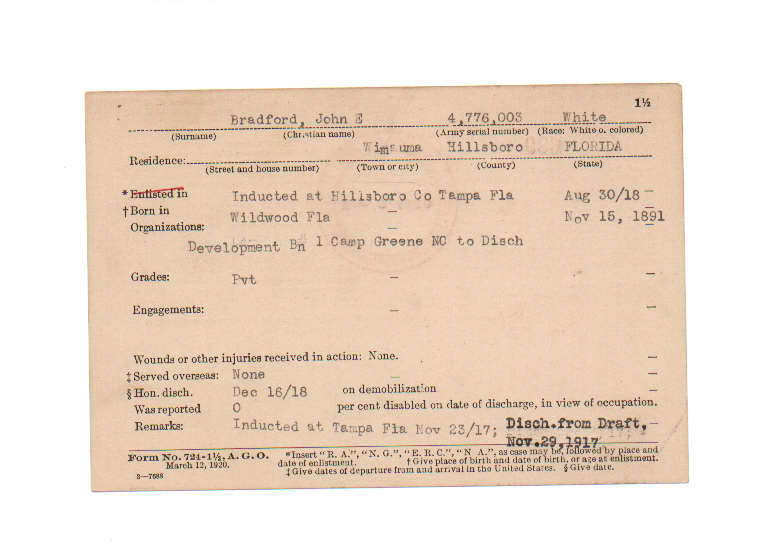 1½
Bradford, John E 4,776,003 White
(Surname) (Christian name) (Army serial number) (Race: White o. colored)
Wimauma Hillsboro FLORIDA
Residence:
(Street and house number) (Town or city) (County) (State)
*Enlisted in Inducted at Hillsboro Co Tampa Fla Aug 30/18
†Born in Wildwood Fla Nov 15, 1891
Organizations:
Development Bn 1 Camp Greene NC to Disch
Grades: Pvt
Engagements:
Wounds or other injuries received in action: None.
‡Served overseas: None
§Hon. disch. Dec 16/18 on demobilization
Was reported 0 per cent disabled on date of discharge, in view of occupation.
Remarks: Inducted at Tampa Fla Nov 23/17; Disch.from Draft,
Nov.29,1917
Form No. 724-1½, A. G. O. *Insert "R. A.", "N. G.", "E. R. C.", "N A.", as case may be, followed by place and
March 12, 1920. date of enlistment. †Give place of birth and date of birth, or age at enlistment.
3—7688 ‡Give dates of departure from and arrival in the United States. §Give date.